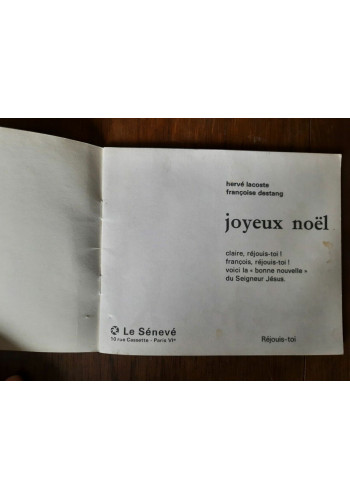 hervé lacoste
françoise destang
joyeux noël
claire, réjouis-toi !
françois, réjouis-toi !
voici la « bonne nouvelle »
du Seigneur Jésus.
Le Sénevé
10 rue Cassette - Paris VIe
Réjouis-toi